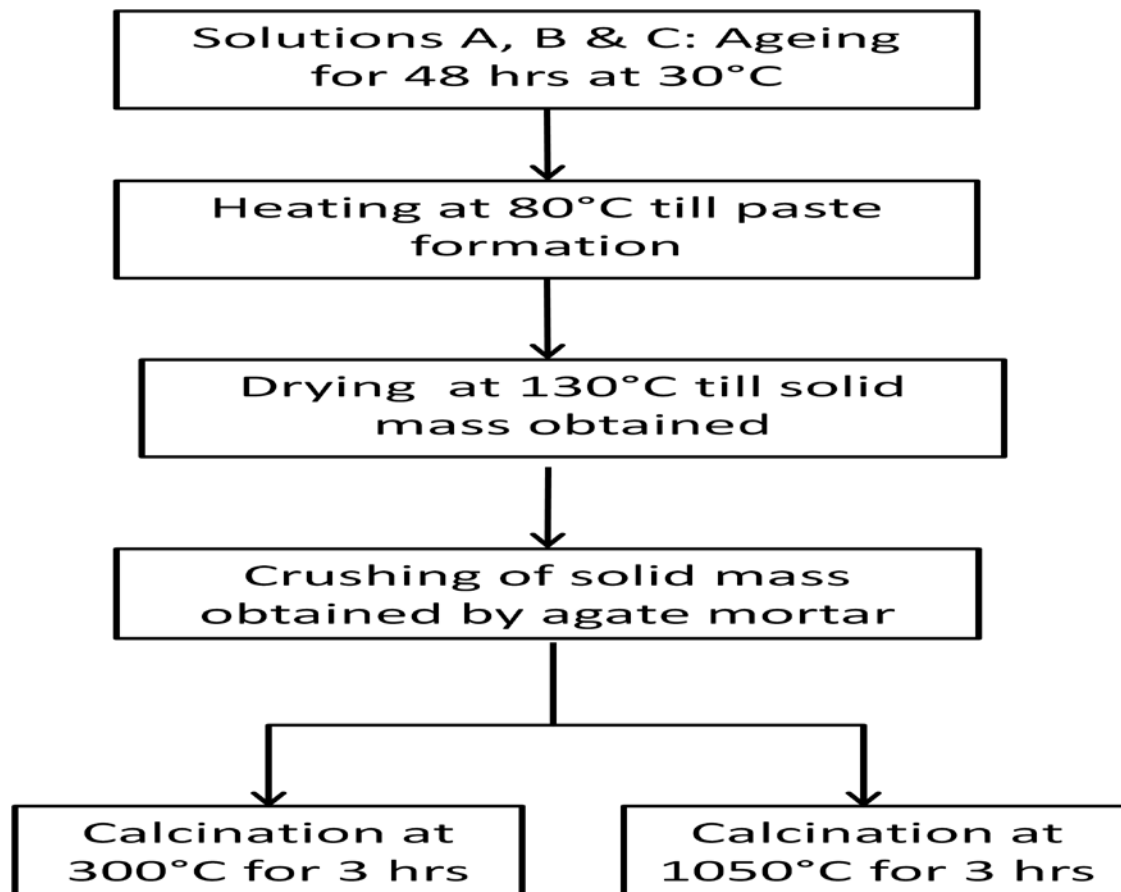 Solutions A, B & C: Ageing
for 48 hrs at 30°C
Heating at 80°C till paste
formation
Drying at 130°C till solid
mass obtained
Crushing of solid mass
obtained by agate mortar
Calcination at
300°C for 3 hrs
Calcination at
1050°C for 3 hrs